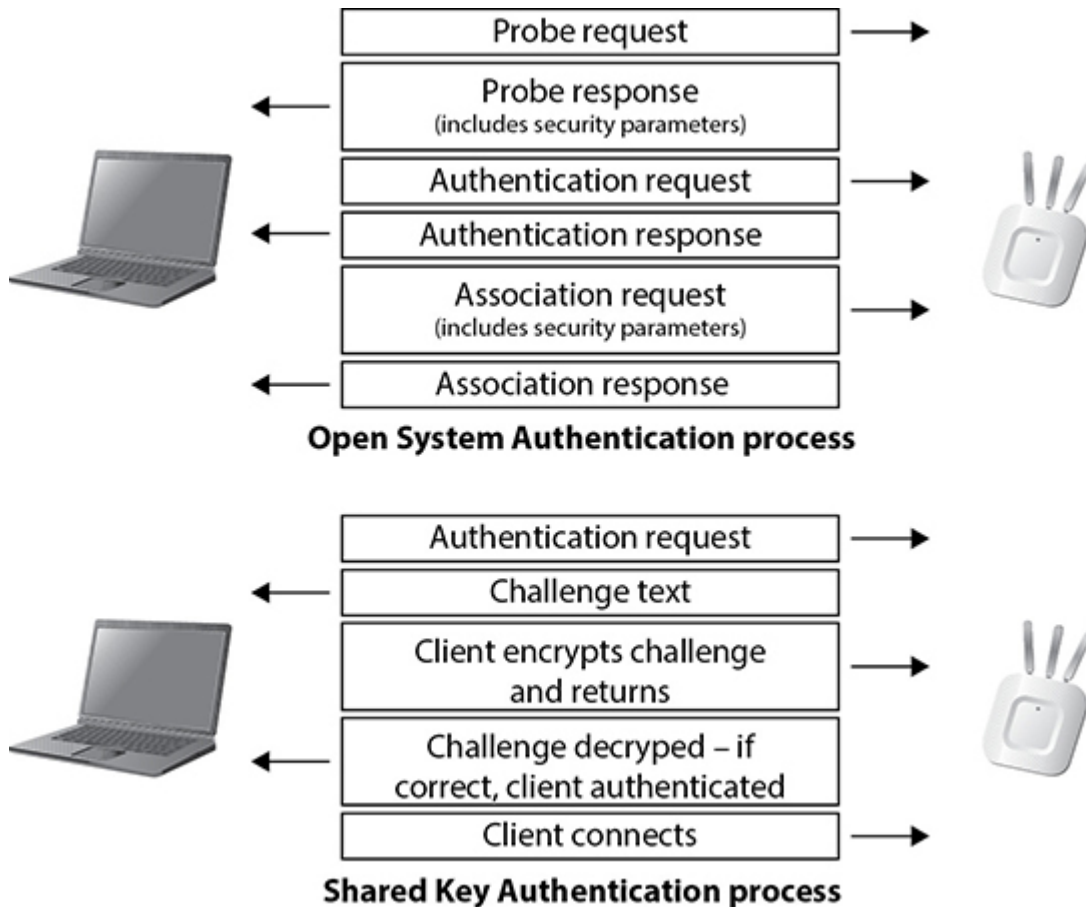 Probe request
Probe response
(includes security parameters)
Authentication request
Authentication response
Association request
(includes security parameters)
Association response
Open System Authentication process
Authentication request
Challenge text
Client encrypts challenge
and returns
Challenge decryped – if
correct, client authenticated
Client connects
Shared Key Authentication process